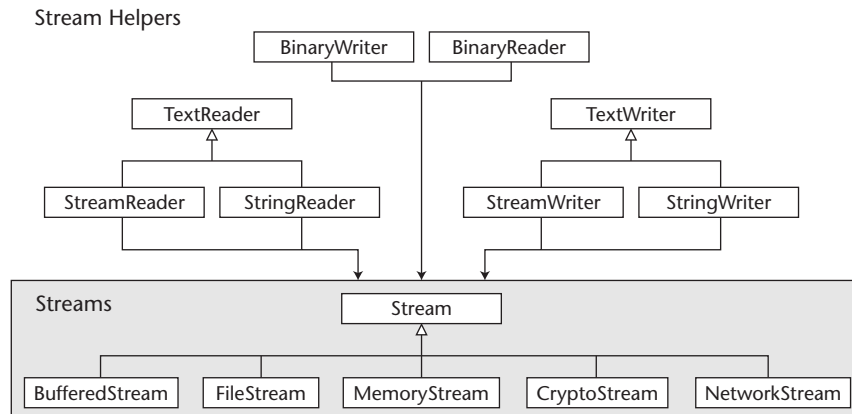 Stream Helpers
BinaryWriter
BinaryReader
TextReader
TextWriter
StreamReader
StringReader
StreamWriter
StringWriter
Streams
Stream
BufferedStream
FileStream
MemoryStream
CryptoStream
NetworkStream